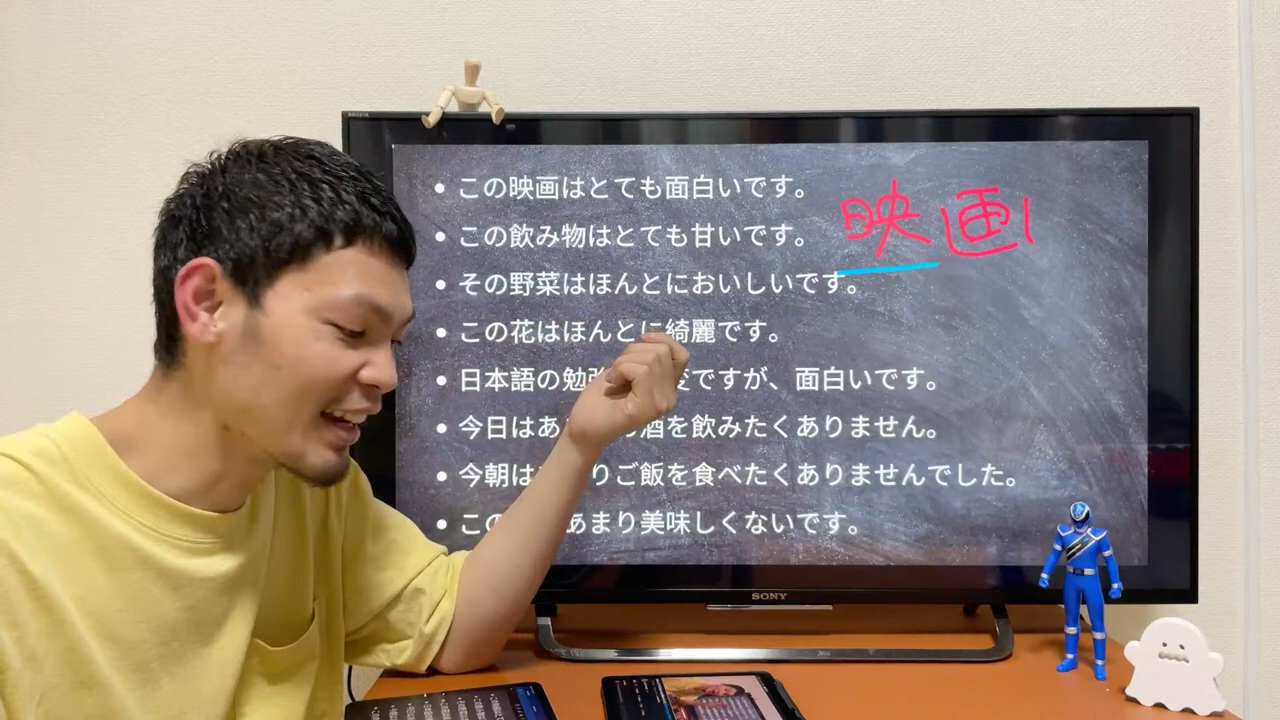 この映画はとても面白いです。
映画
この飲み物はとても甘いです。
その野菜はほんとにおいしいです。
この花はほんとに綺麗です。
日本語の勉強 変ですが、面白いです。
今日はあ 酒を飲みたくありません。
今朝は りご飯を食べたくありませんでした。
この あまり美味しくないです。
SONY